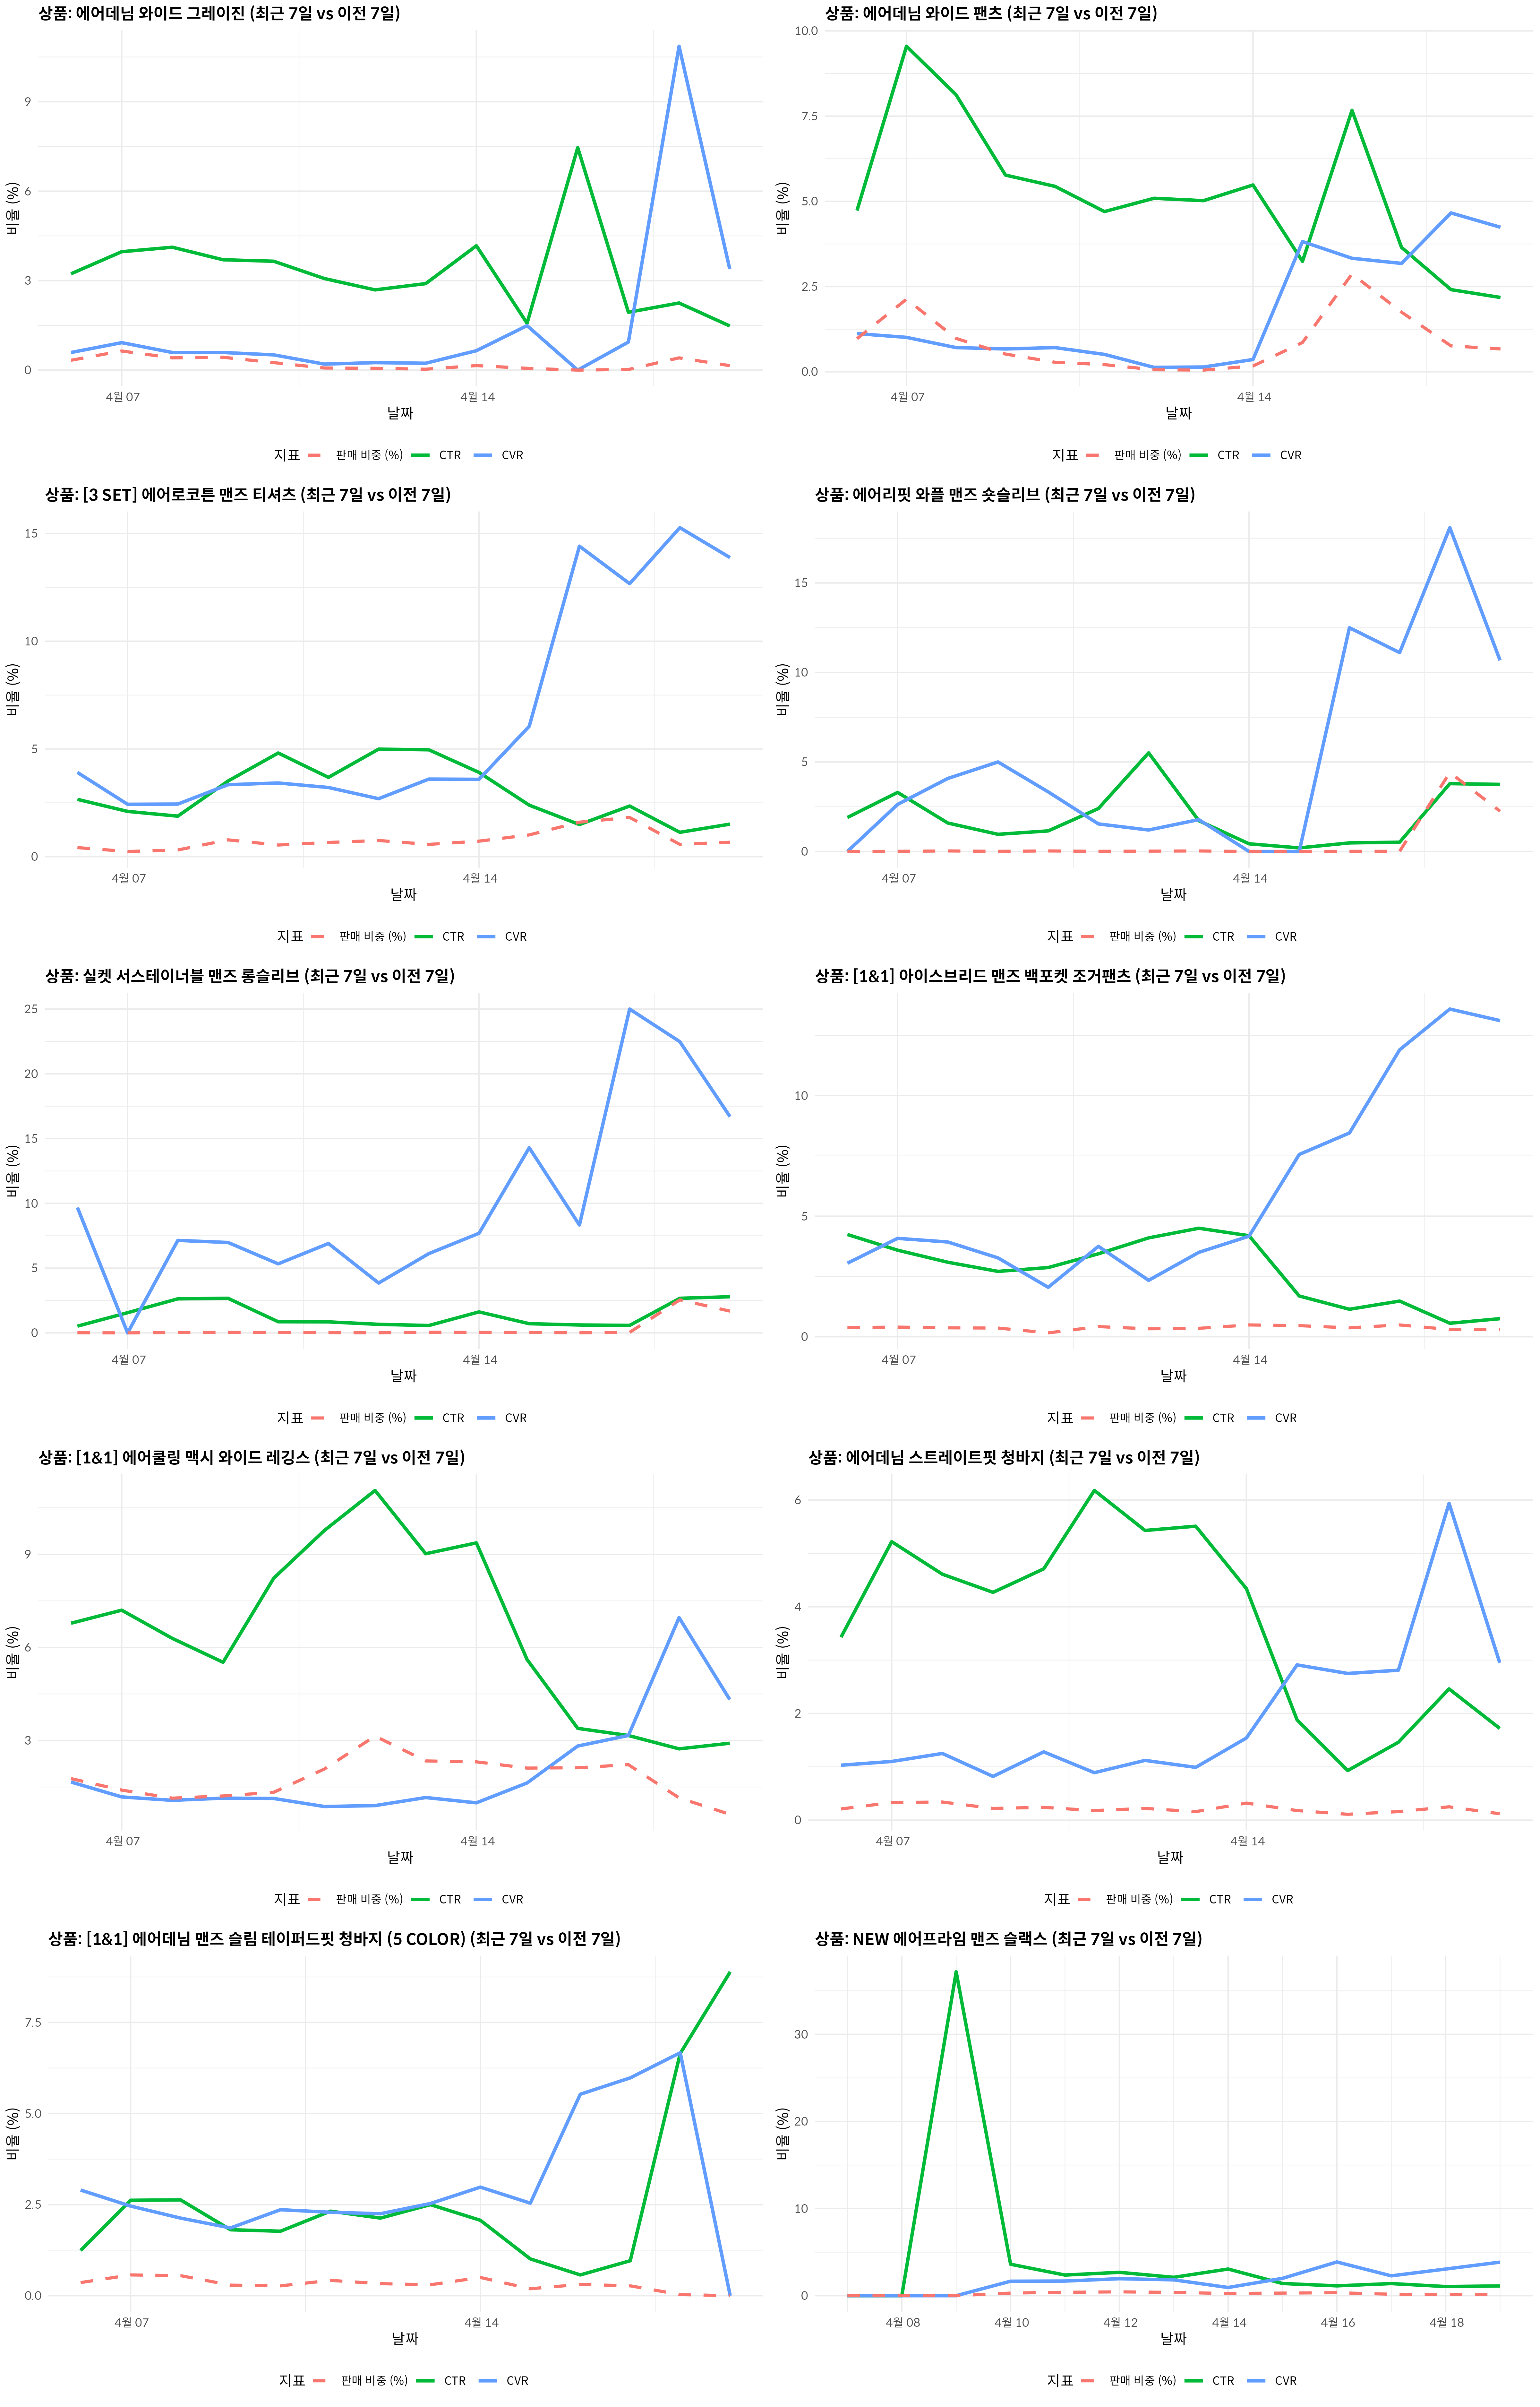 상품: 에어데님 와이드 그레이진 (최근 7일 vs 이전 7일)
비율 (%)
9
6
3
0
4월 07
4월 14
날짜
지표 판매 비중 (%) CTR CVR
상품: 에어데님 와이드 팬츠 (최근 7일 vs 이전 7일)
비율 (%)
10.0
7.5
5.0
2.5
0.0
4월 07
4월 14
날짜
지표 판매 비중 (%) CTR CVR
상품: [3 SET] 에어로코튼 맨즈 티셔츠 (최근 7일 vs 이전 7일)
비율 (%)
15
10
5
0
4월 07
4월 14
날짜
지표 판매 비중 (%) CTR CVR
상품: 에어리핏 와플 맨즈 숏슬리브 (최근 7일 vs 이전 7일)
비율 (%)
15
10
5
0
4월 07
4월 14
날짜
지표 판매 비중 (%) CTR CVR
상품: 실켓 서스테이너블 맨즈 롱슬리브 (최근 7일 vs 이전 7일)
비율 (%)
25
20
15
10
5
0
4월 07
4월 14
날짜
지표 판매 비중 (%) CTR CVR
상품: [1&1] 아이스브리드 맨즈 백포켓 조거팬츠 (최근 7일 vs 이전 7일)
비율 (%)
10
5
0
4월 07
4월 14
날짜
지표 판매 비중 (%) CTR CVR
상품: [1&1] 에어쿨링 맥시 와이드 레깅스 (최근 7일 vs 이전 7일)
비율 (%)
9
6
3
4월 07
4월 14
날짜
지표 판매 비중 (%) CTR CVR
상품: 에어데님 스트레이트핏 청바지 (최근 7일 vs 이전 7일)
비율 (%)
6
4
2
0
4월 07
4월 14
날짜
지표 판매 비중 (%) CTR CVR
상품: [1&1] 에어데님 맨즈 슬림 테이퍼드핏 청바지 (5 COLOR) (최근 7일 vs 이전 7일)
비율 (%)
7.5
5.0
2.5
0.0
4월 07
4월 14
날짜
지표 판매 비중 (%) CTR CVR
상품: NEW 에어프라임 맨즈 슬랙스 (최근 7일 vs 이전 7일)
비율 (%)
30
20
10
0
4월 08
4월 10
4월 12
4월 14
4월 16
4월 18
날짜
지표 판매 비중 (%) CTR CVR